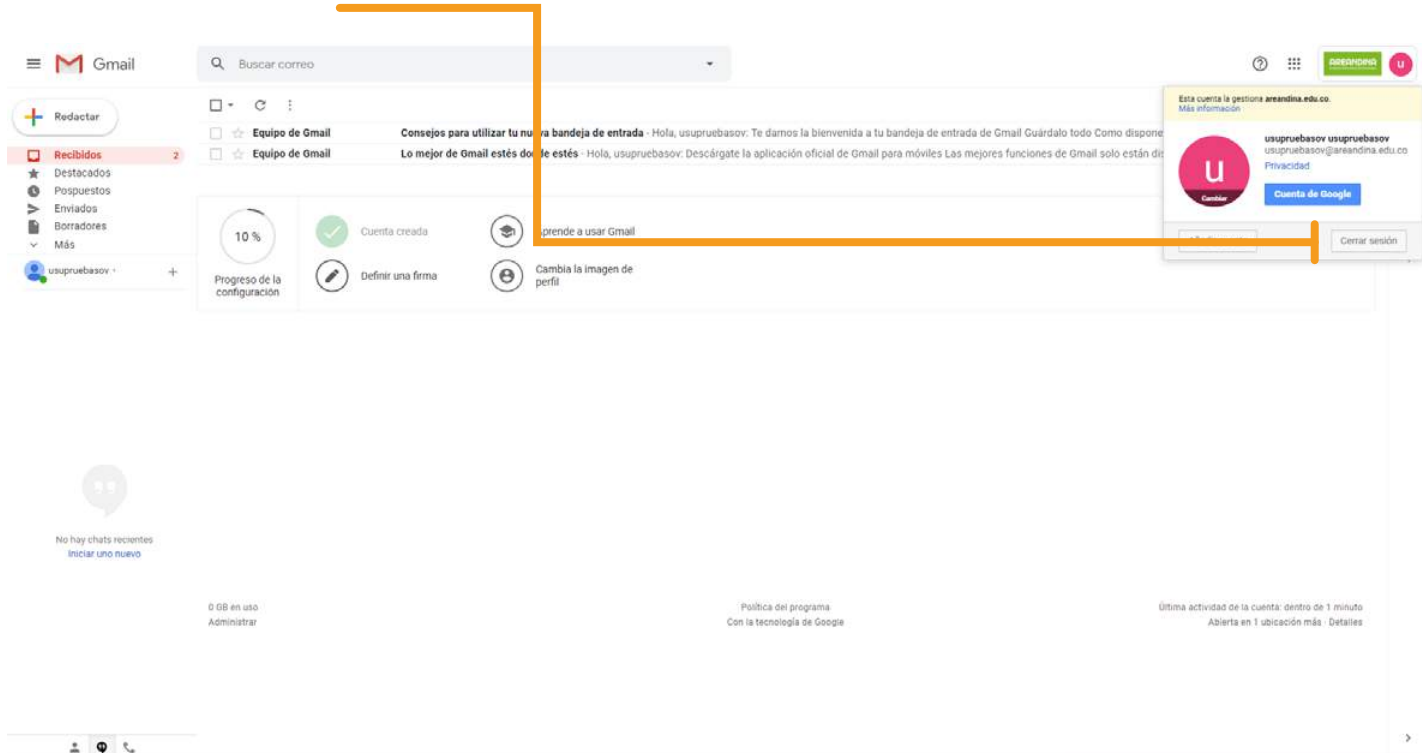 Gmail
Buscar correo
AREANDINA
u
Redactar
Recibidos 2
Destacados
Pospuestos
Enviados
Borradores
Más
usupruebasov
Equipo de Gmail Consejos para utilizar tu nueva bandeja de entrada - Hola, usupruebasov: Te damos la bienvenida a tu bandeja de entrada de Gmail Guárdalo todo Como dispone
Equipo de Gmail Lo mejor de Gmail estés donde estés - Hola, usupruebasov: Descárgate la aplicación oficial de Gmail para móviles Las mejores funciones de Gmail solo están
10 %
Progreso de la
configuración
Cuenta creada
Definir una firma
Aprende a usar Gmail
Cambia la imagen de
perfil
Esta cuenta la gestiona areandina.edu.co.
Más información
u
Cambiar
usupruebasov usupruebasov
usupruebasov@areandina.edu.co
Privacidad
Cuenta de Google
Cerrar sesión
No hay chats recientes
Iniciar uno nuevo
0 GB en uso
Administrar
Política del programa
Con la tecnología de Google
Última actividad de la cuenta: dentro de 1 minuto
Abierta en 1 ubicación más · Detalles